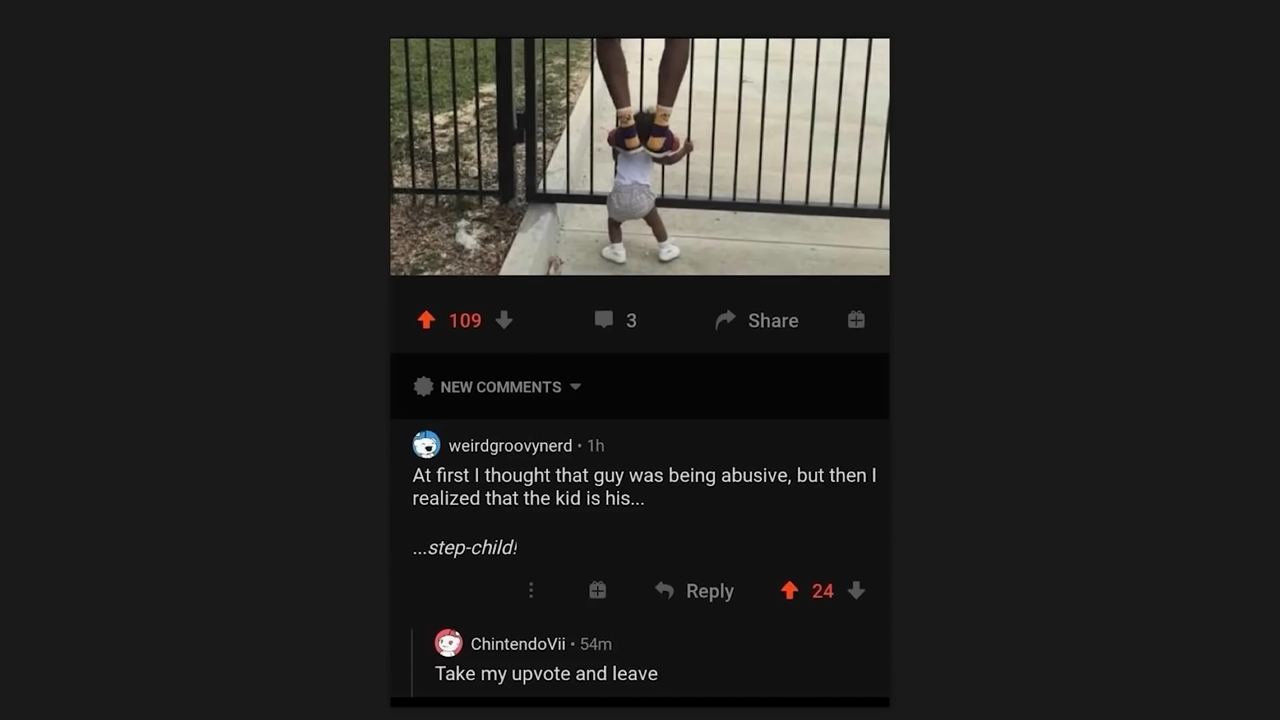 109
3
Share
NEW COMMENTS
weirdgroovynerd • 1h
At first I thought that guy was being abusive, but then I
realized that the kid is his...
...step-child!
Reply
24
ChintendoVii • 54m
Take my upvote and leave